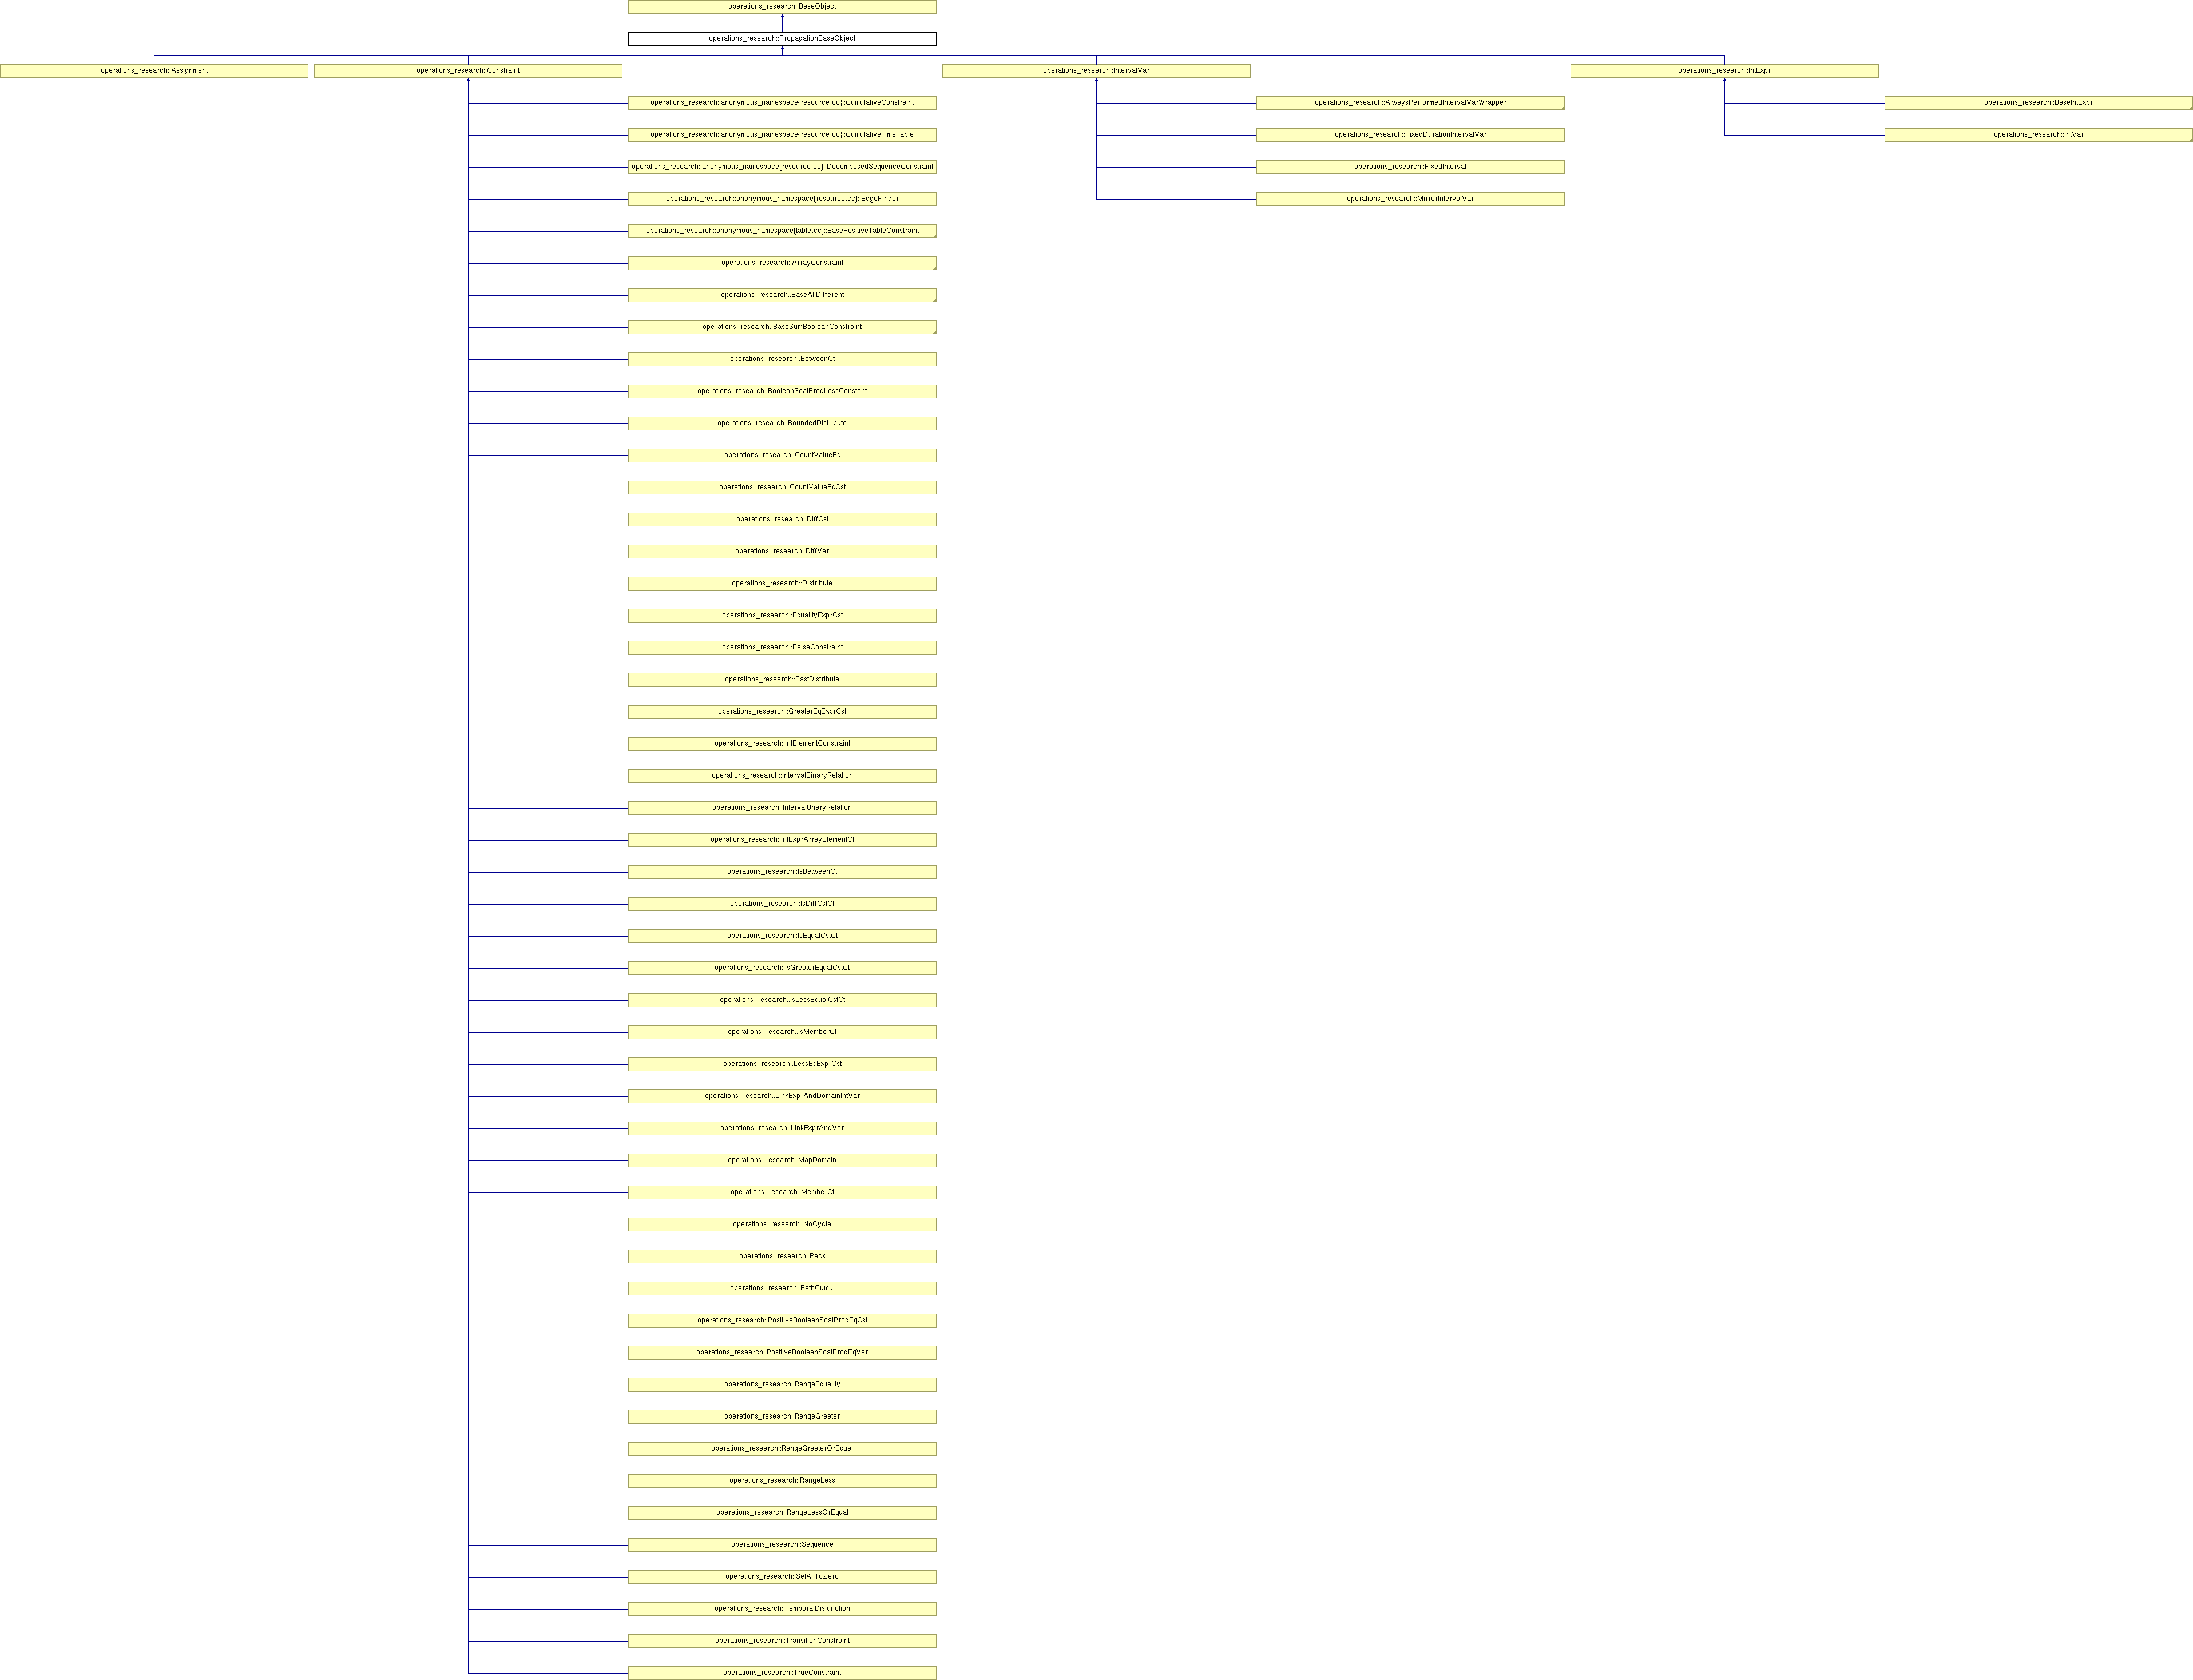 operations_research::BaseObject
operations_research::PropagationBaseObject
operations_research::Assignment
operations_research::Constraint
operations_research::IntervalVar
operations_research::IntExpr
operations_research::anonymous_namespace{resource.cc}::CumulativeConstraint
operations_research::AlwaysPerformedIntervalVarWrapper
operations_research::BaseIntExpr
operations_research::anonymous_namespace{resource.cc}::CumulativeTimeTable
operations_research::FixedDurationIntervalVar
operations_research::IntVar
operations_research::anonymous_namespace{resource.cc}::DecomposedSequenceConstraint
operations_research::FixedInterval
operations_research::anonymous_namespace{resource.cc}::EdgeFinder
operations_research::MirrorIntervalVar
operations_research::anonymous_namespace{table.cc}::BasePositiveTableConstraint
operations_research::ArrayConstraint
operations_research::BaseAllDifferent
operations_research::BaseSumBooleanConstraint
operations_research::BetweenCt
operations_research::BooleanScalProdLessConstant
operations_research::BoundedDistribute
operations_research::CountValueEq
operations_research::CountValueEqCst
operations_research::DiffCst
operations_research::DiffVar
operations_research::Distribute
operations_research::EqualityExprCst
operations_research::FalseConstraint
operations_research::FastDistribute
operations_research::GreaterEqExprCst
operations_research::IntElementConstraint
operations_research::IntervalBinaryRelation
operations_research::IntervalUnaryRelation
operations_research::IntExprArrayElementCt
operations_research::IsBetweenCt
operations_research::IsDiffCstCt
operations_research::IsEqualCstCt
operations_research::IsGreaterEqualCstCt
operations_research::IsLessEqualCstCt
operations_research::IsMemberCt
operations_research::LessEqExprCst
operations_research::LinkExprAndDomainIntVar
operations_research::LinkExprAndVar
operations_research::MapDomain
operations_research::MemberCt
operations_research::NoCycle
operations_research::Pack
operations_research::PathCumul
operations_research::PositiveBooleanScalProdEqCst
operations_research::PositiveBooleanScalProdEqVar
operations_research::RangeEquality
operations_research::RangeGreater
operations_research::RangeGreaterOrEqual
operations_research::RangeLess
operations_research::RangeLessOrEqual
operations_research::Sequence
operations_research::SetAllToZero
operations_research::TemporalDisjunction
operations_research::TransitionConstraint
operations_research::TrueConstraint